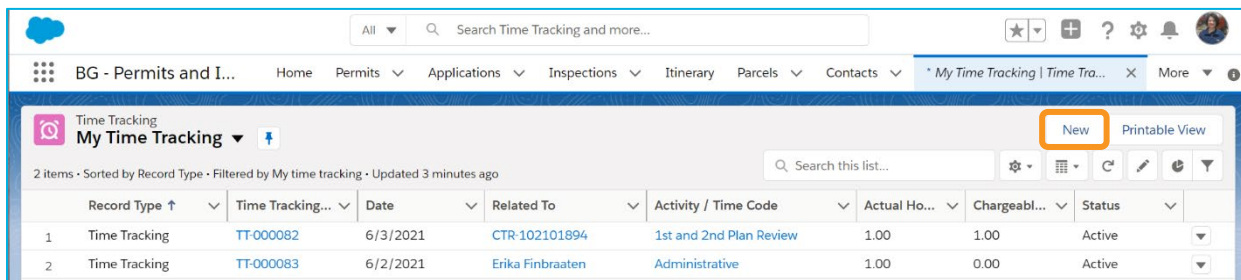 All Search Time Tracking and more...
BG - Permits and I... Home Permits Applications Inspections Itinerary Parcels Contacts * My Time Tracking | Time Tra... More
Time Tracking
My Time Tracking
New Printable View
2 items • Sorted by Record Type • Filtered by My time tracking • Updated 3 minutes ago
Search this list...
Record Type Time Tracking... Date Related To Activity / Time Code Actual Ho... Chargeabl... Status
1 Time Tracking TT-000082 6/3/2021 CTR-102101894 1st and 2nd Plan Review 1.00 1.00 Active
2 Time Tracking TT-000083 6/2/2021 Erika Finbraaten Administrative 1.00 0.00 Active